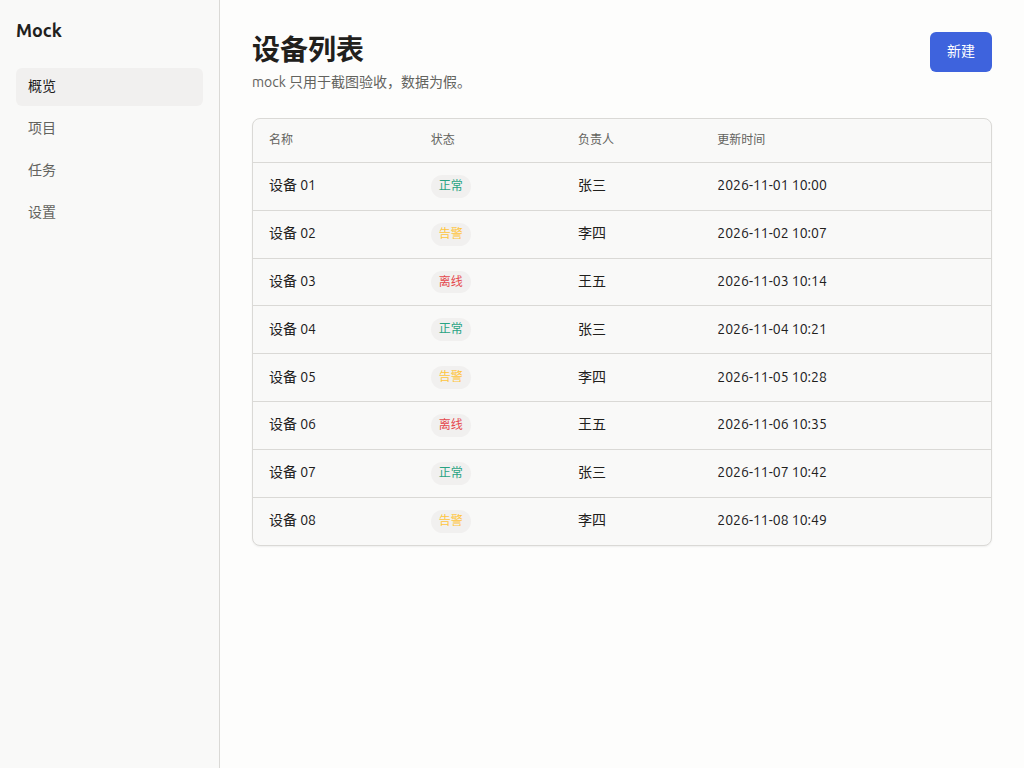 Mock
概览
项目
任务
设置
设备列表
mock 只用于截图验收，数据为假。
新建
名称 状态 负责人 更新时间
设备 01 正常 张三 2026-11-01 10:00
设备 02 告警 李四 2026-11-02 10:07
设备 03 离线 王五 2026-11-03 10:14
设备 04 正常 张三 2026-11-04 10:21
设备 05 告警 李四 2026-11-05 10:28
设备 06 离线 王五 2026-11-06 10:35
设备 07 正常 张三 2026-11-07 10:42
设备 08 告警 李四 2026-11-08 10:49